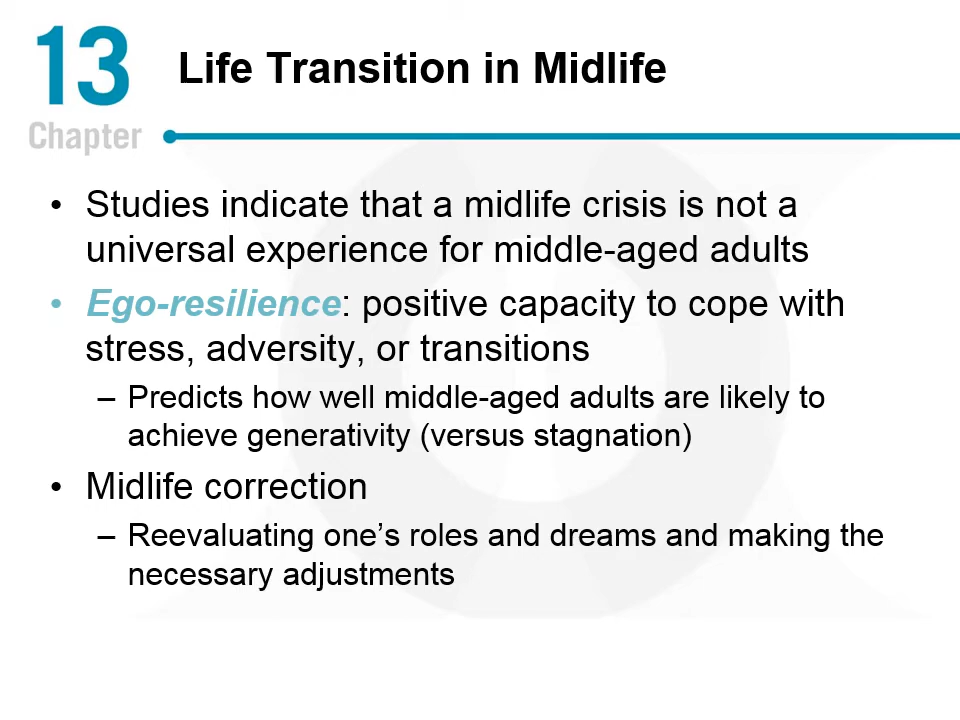 13
Chapter
Life Transition in Midlife
• Studies indicate that a midlife crisis is not a
universal experience for middle-aged adults
• Ego-resilience: positive capacity to cope with
stress, adversity, or transitions
– Predicts how well middle-aged adults are likely to
achieve generativity (versus stagnation)
• Midlife correction
– Reevaluating one’s roles and dreams and making the
necessary adjustments